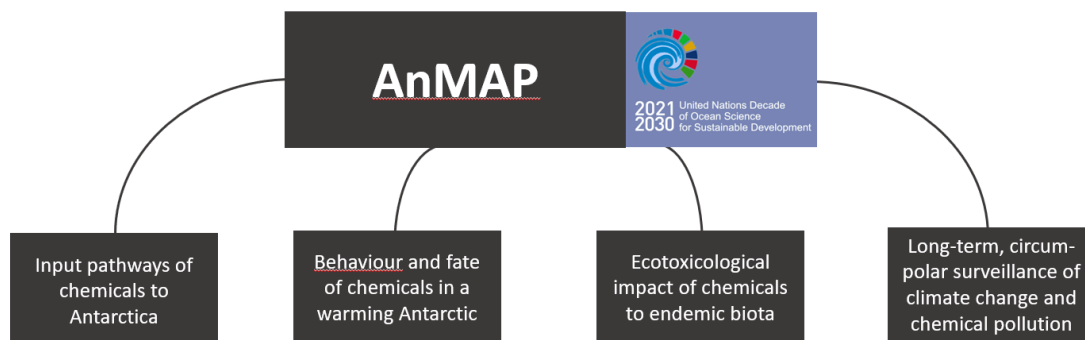 AnMAP
2021 United Nations Decade
of Ocean Science
2030 for Sustainable Development
Input pathways of
chemicals to
Antarctica
Behaviour and fate
of chemicals in a
warming Antarctic
Ecotoxicological
impact of chemicals
to endemic biota
Long-term, circum-
polar surveillance of
climate change and
chemical pollution